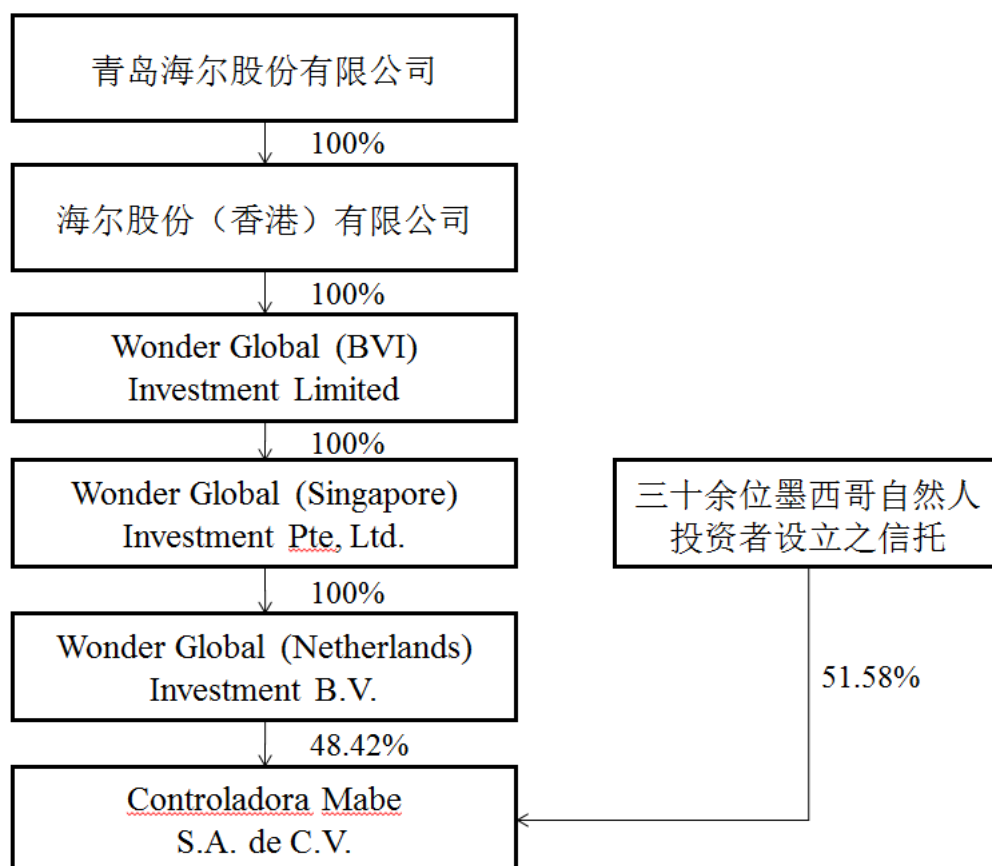 青岛海尔股份有限公司
100%
海尔股份（香港）有限公司
100%
Wonder Global (BVI)
Investment Limited
100%
Wonder Global (Singapore)
Investment Pte, Ltd.
三十余位墨西哥自然人
投资者设立之信托
100%
Wonder Global (Netherlands)
Investment B.V.
51.58%
48.42%
Controladora Mabe
S.A. de C.V.